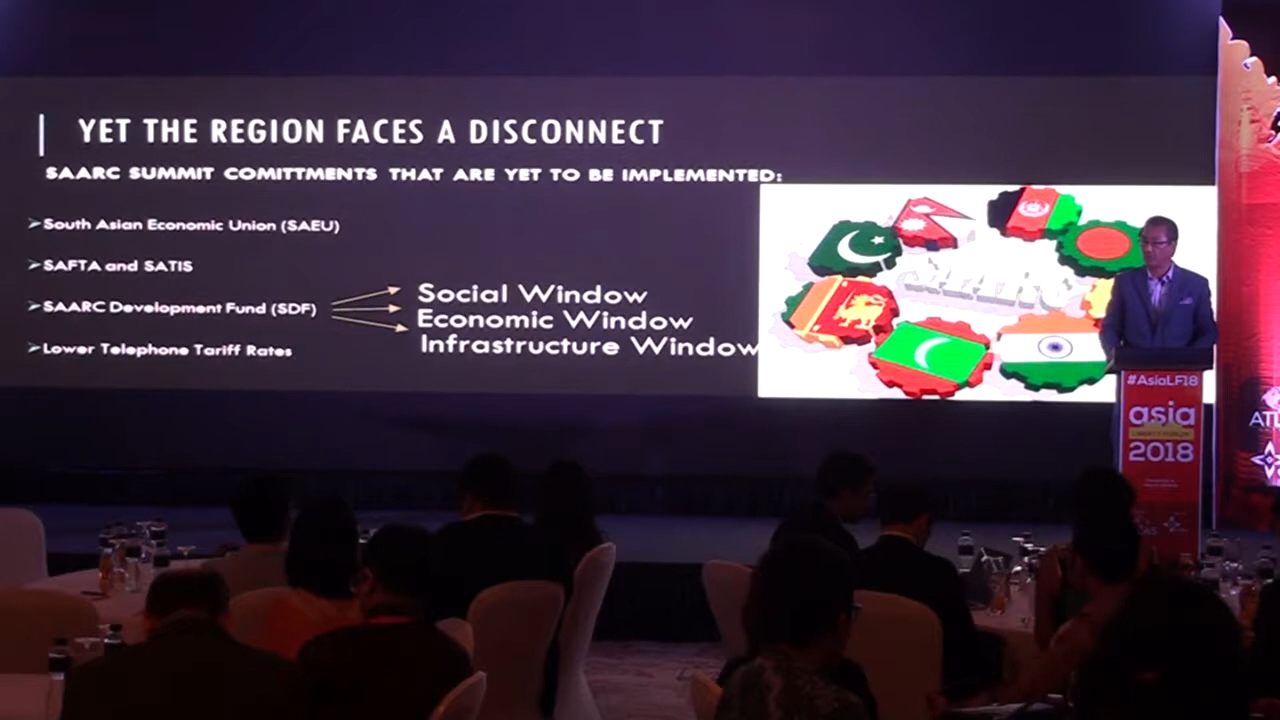 YET THE REGION FACES A DISCONNECT
SAARC SUMMIT COMITTMENTS THAT ARE YET TO BE IMPLEMENTED:
South Asian Economic Union (SAEU)
SAFTA and SATIS
SAARC Development Fund (SDF)
Social Window
Economic Window
Infrastructure Window
Lower Telephone Tariff Rates
#AsiaLF18
asia
2018